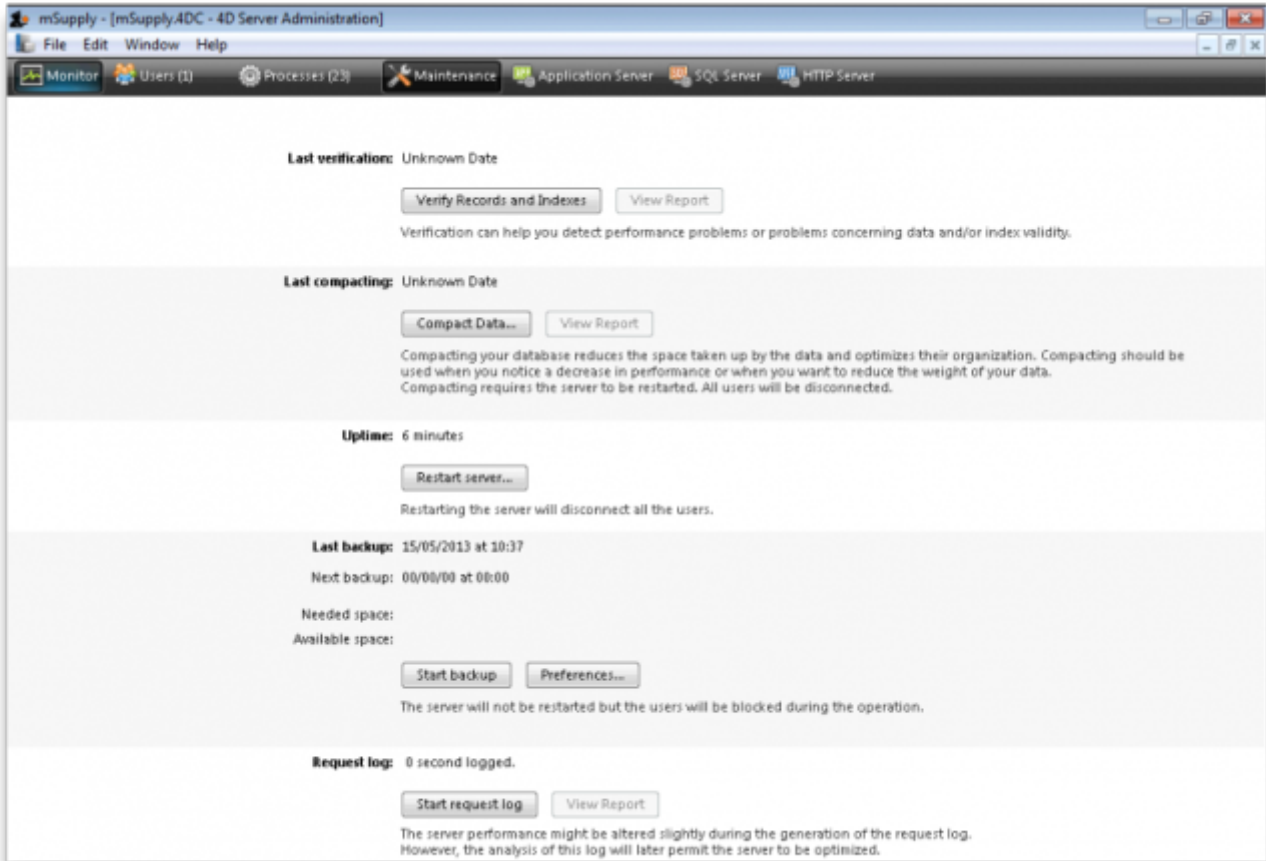 mSupply - [mSupply.4DC - 4D Server Administration]
File Edit Window Help
Monitor Users (1) Processes (23) Maintenance Application Server SQL Server HTTP Server
Last verification: Unknown Date
Verify Records and Indexes View Report
Verification can help you detect performance problems or problems concerning data and/or index validity.
Last compacting: Unknown Date
Compact Data... View Report
Compacting your database reduces the space taken up by the data and optimizes their organization. Compacting should be
used when you notice a decrease in performance or when you want to reduce the weight of your data.
Compacting requires the server to be restarted. All users will be disconnected.
Uptime: 6 minutes
Restart server...
Restarting the server will disconnect all the users.
Last backup: 15/05/2013 at 10:37
Next backup: 00/00/00 at 00:00
Needed space:
Available space:
Start backup Preferences...
The server will not be restarted but the users will be blocked during the operation.
Request log: 0 second logged.
Start request log View Report
The server performance might be altered slightly during the generation of the request log.
However, the analysis of this log will later permit the server to be optimized.